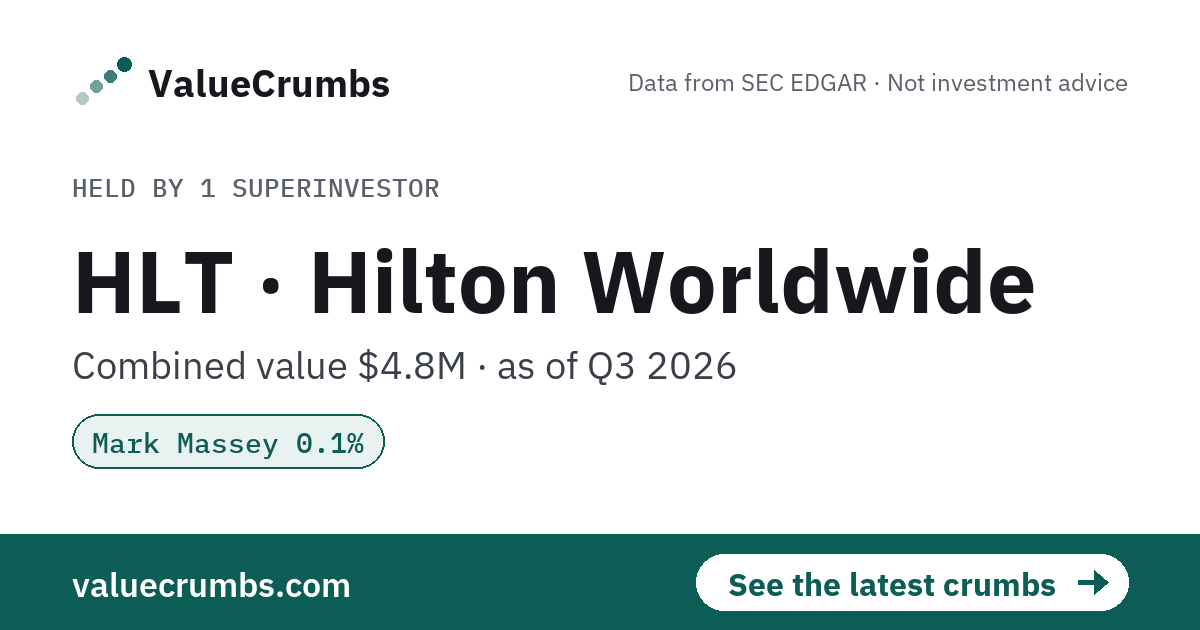 ValueCrumbs
Data from SEC EDGAR · Not investment advice
HELD BY 1 SUPERINVESTOR
HLT · Hilton Worldwide
Combined value $4.8M · as of Q3 2026
Mark Massey 0.1%
valuecrumbs.com
See the latest crumbs →